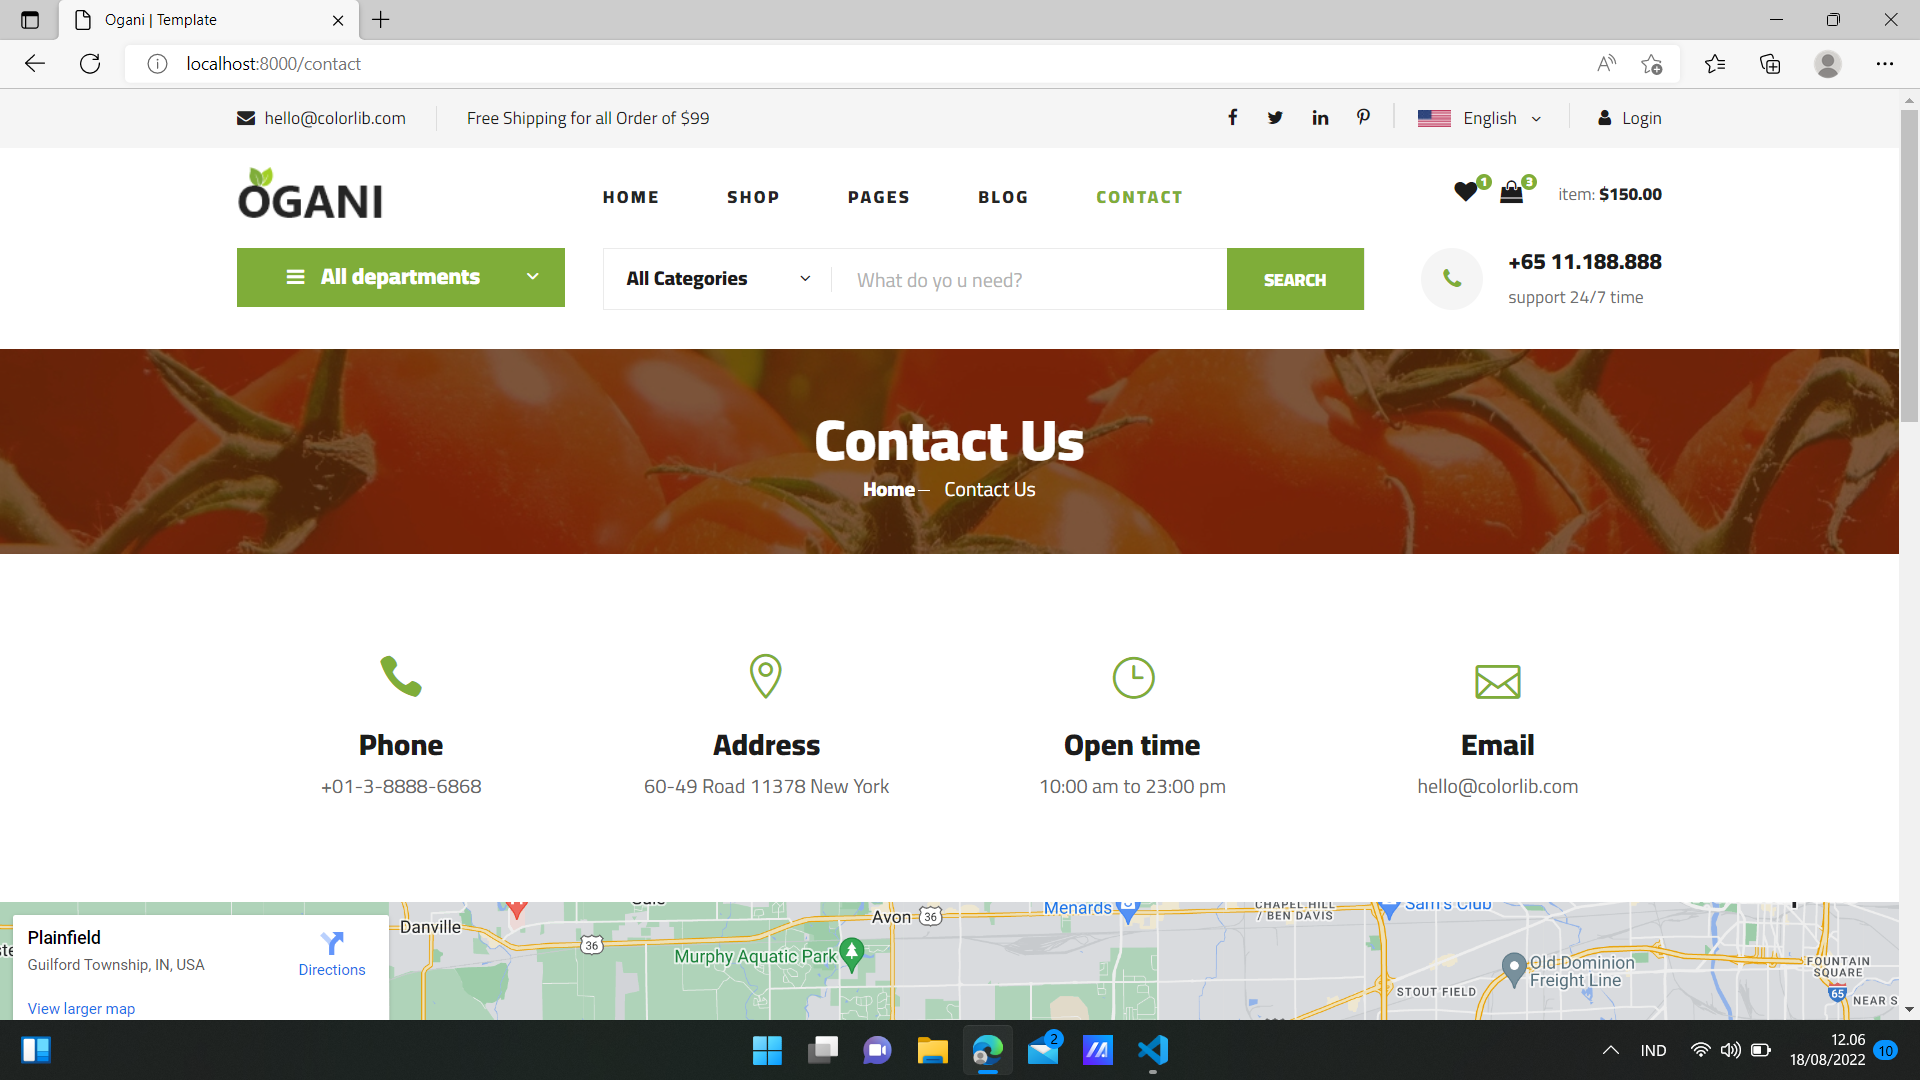 Ogani | Template
localhost:8000/contact
hello@colorlib.com
Free Shipping for all Order of $99
English
Login
OGANI
HOME
SHOP
PAGES
BLOG
CONTACT
1
3
item: $150.00
All departments
All Categories
What do yo u need?
SEARCH
+65 11.188.888
support 24/7 time
Contact Us
Home
Contact Us
Phone
Address
Open time
Email
+01-3-8888-6868
60-49 Road 11378 New York
10:00 am to 23:00 pm
hello@colorlib.com
Plainfield
Guilford Township, IN, USA
Directions
View larger map
Danville
36
Murphy Aquatic Park
Avon
36
Menards
CHAPEL HILL
/ BEN DAVIS
Sam's Club
Old Dominion
Freight Line
STOUT FIELD
FOUNTAIN
SQUARE
65
NEAR S
2
IND
12.06
18/08/2022
10